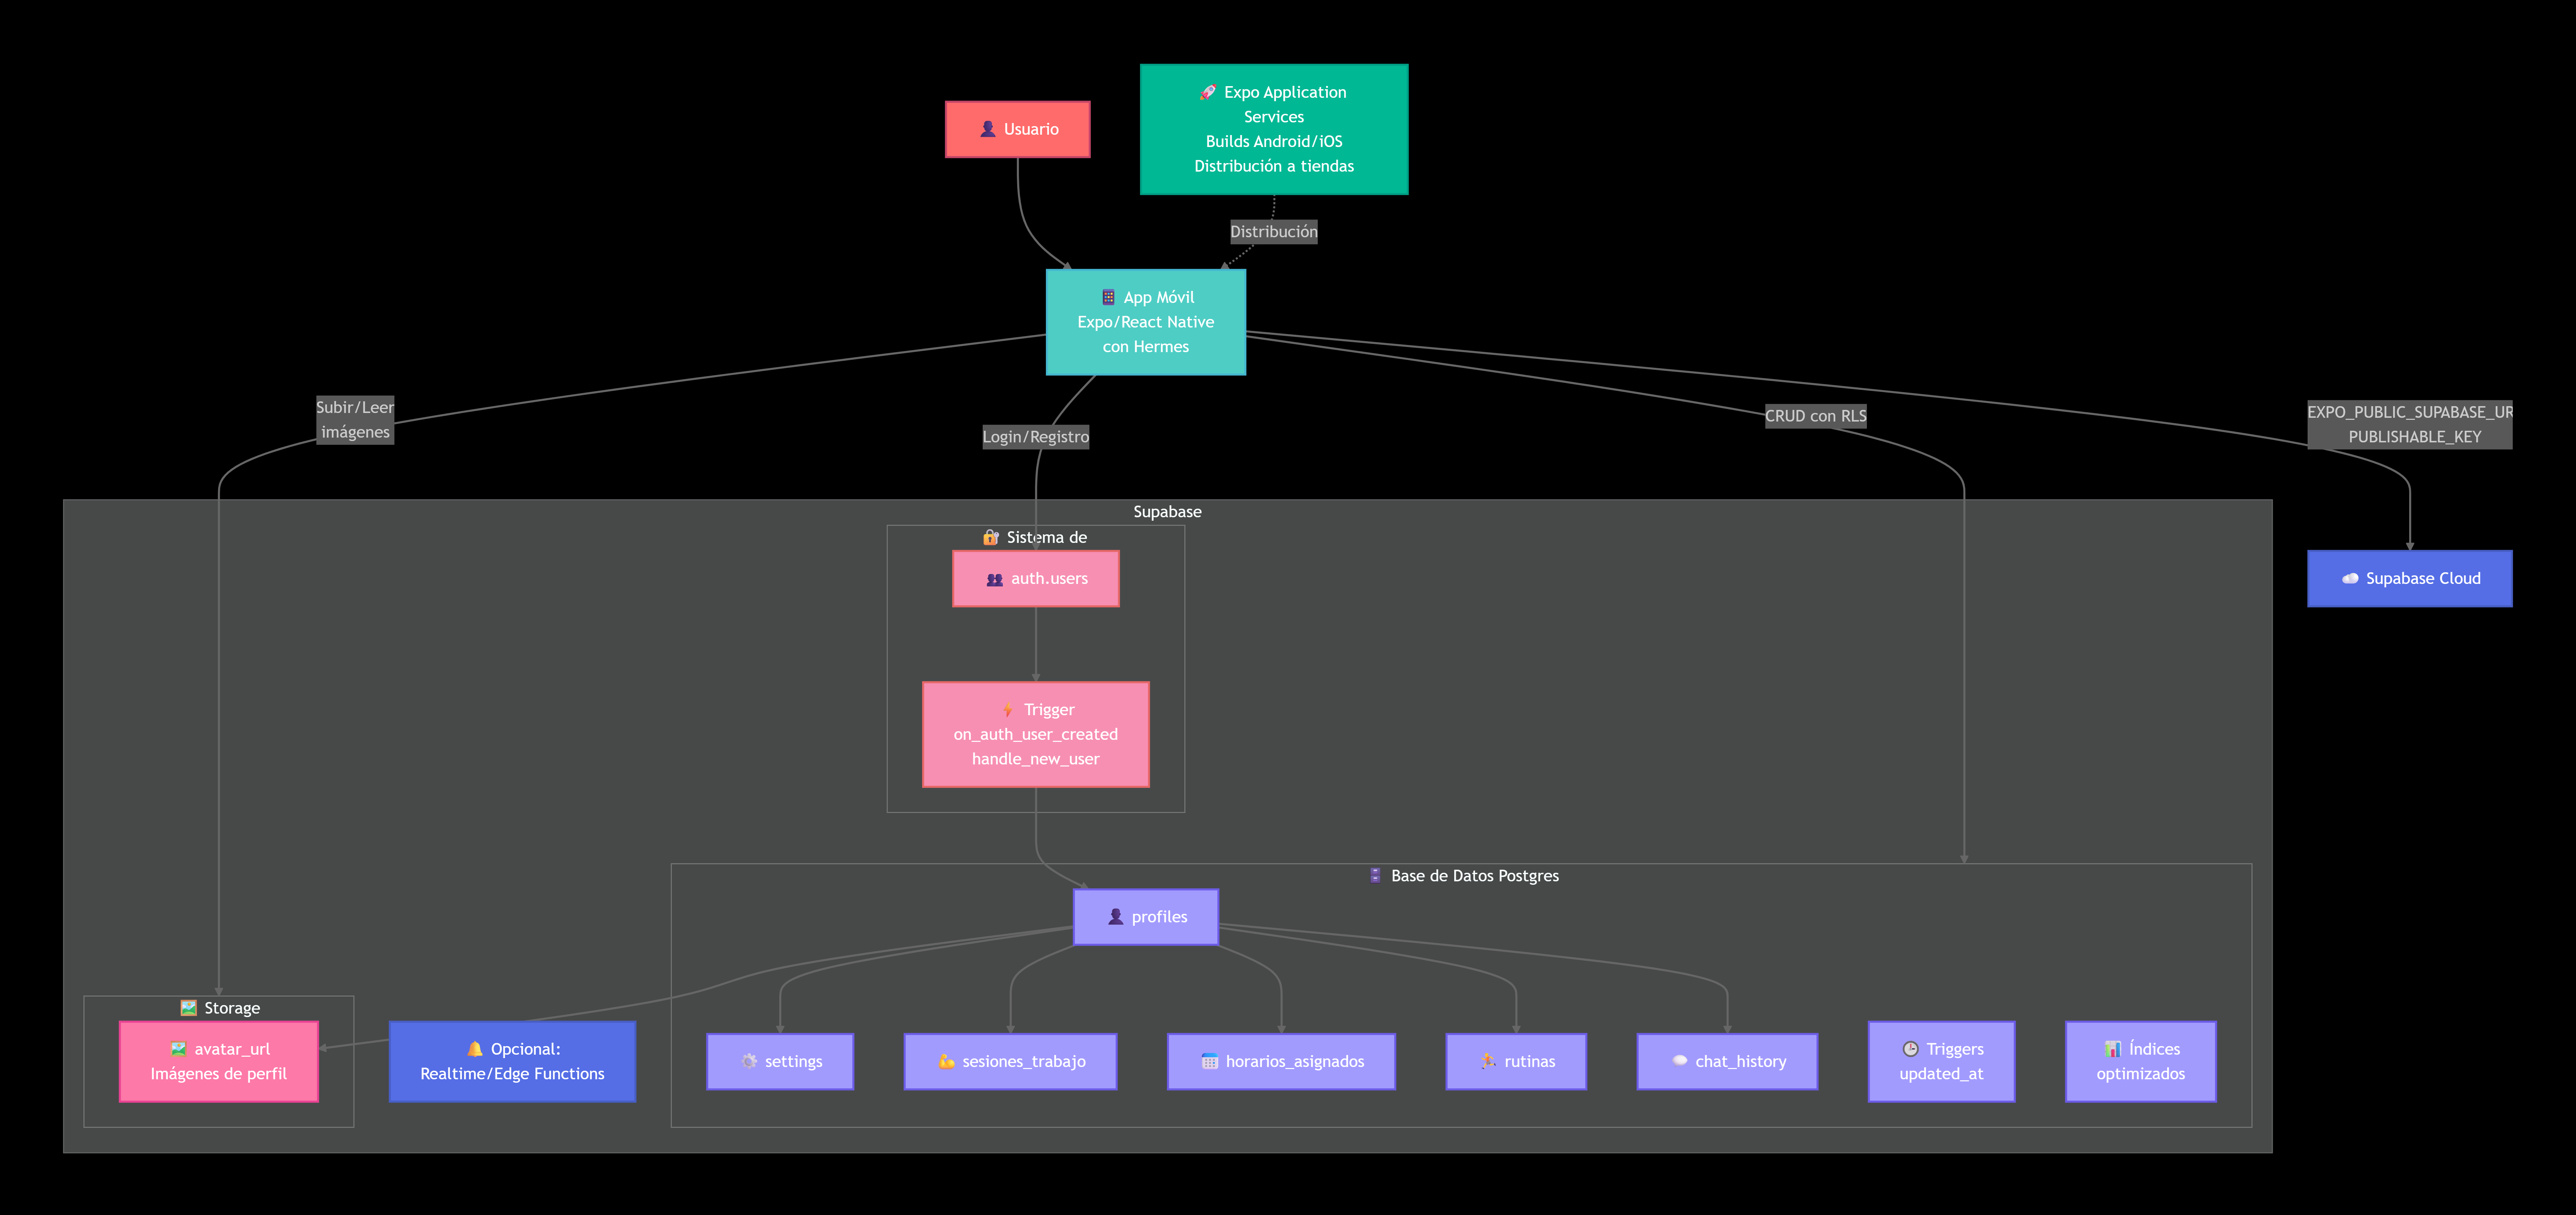 🚀 Expo Application
Services
Builds Android/iOS
Distribución a tiendas
👤 Usuario
Distribución
📱 App Móvil
Expo/React Native
con Hermes
Subir/Leer
imágenes
Login/Registro
CRUD con RLS
EXPO_PUBLIC_SUPABASE_UR
PUBLISHABLE_KEY
Supabase
🔐 Sistema de
👥 auth.users
☁️ Supabase Cloud
⚡ Trigger
on_auth_user_created
handle_new_user
🗄️ Base de Datos Postgres
👤 profiles
🖼️ Storage
🖼️ avatar_url
Imágenes de perfil
🔔 Opcional:
Realtime/Edge Functions
⚙️ settings
💪 sesiones_trabajo
🗓️ horarios_asignados
🏃 rutinas
💬 chat_history
🕒 Triggers
updated_at
📊 Índices
optimizados